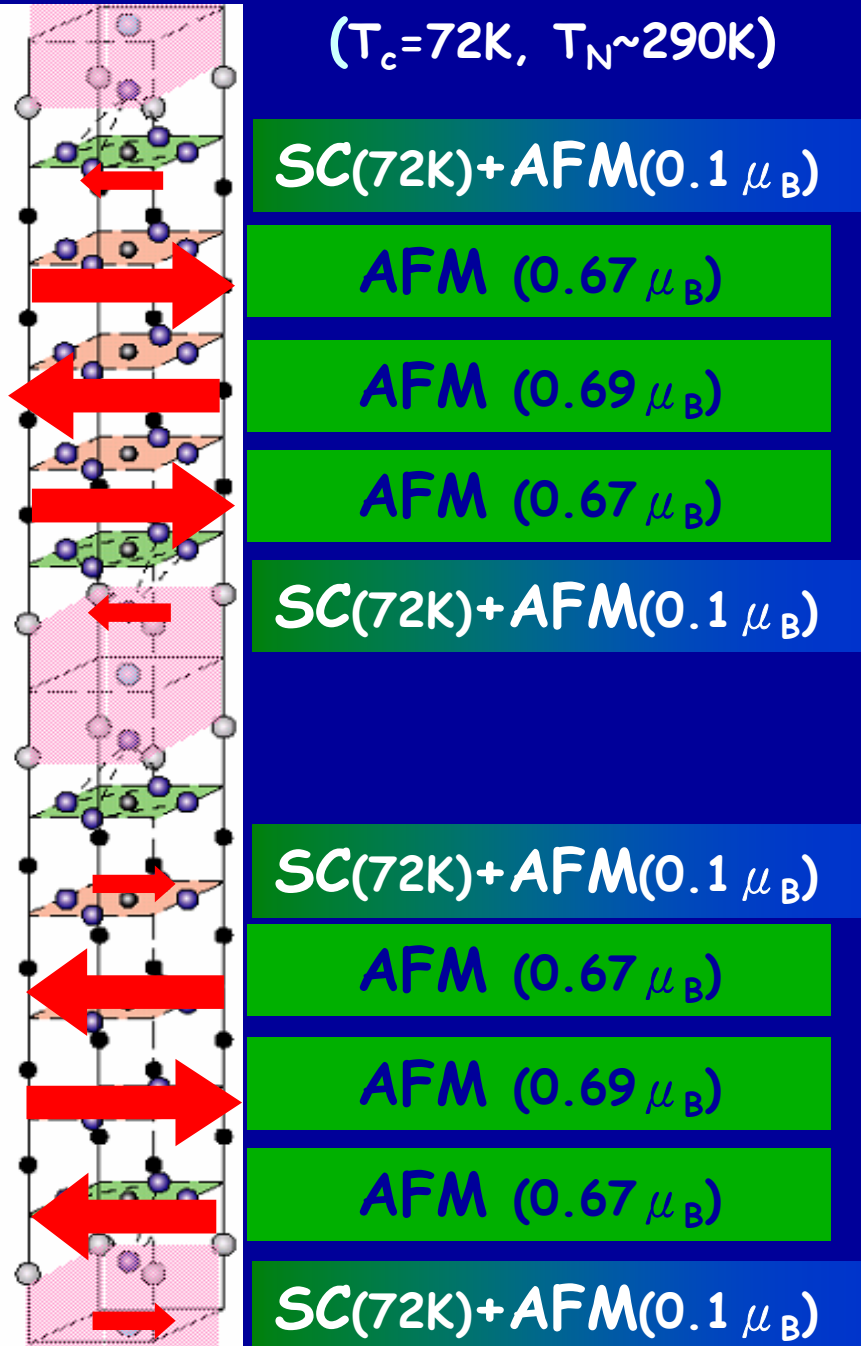 (Tc=72K, TN~290K)
SC(72K)+AFM(0.1 μB)
AFM (0.67 μB)
AFM (0.69 μB)
AFM (0.67 μB)
SC(72K)+AFM(0.1 μB)
SC(72K)+AFM(0.1 μB)
AFM (0.67 μB)
AFM (0.69 μB)
AFM (0.67 μB)
SC(72K)+AFM(0.1 μB)